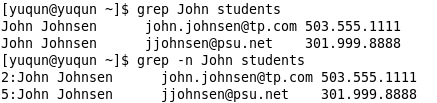 [yuqun@yuqun ~]$ grep John students
John Johnsen      john.johnsen@tp.com 503.555.1111
John Johnsen      jjohnsen@psu.net    301.999.8888
[yuqun@yuqun ~]$ grep -n John students
2:John Johnsen      john.johnsen@tp.com 503.555.1111
5:John Johnsen      jjohnsen@psu.net    301.999.8888